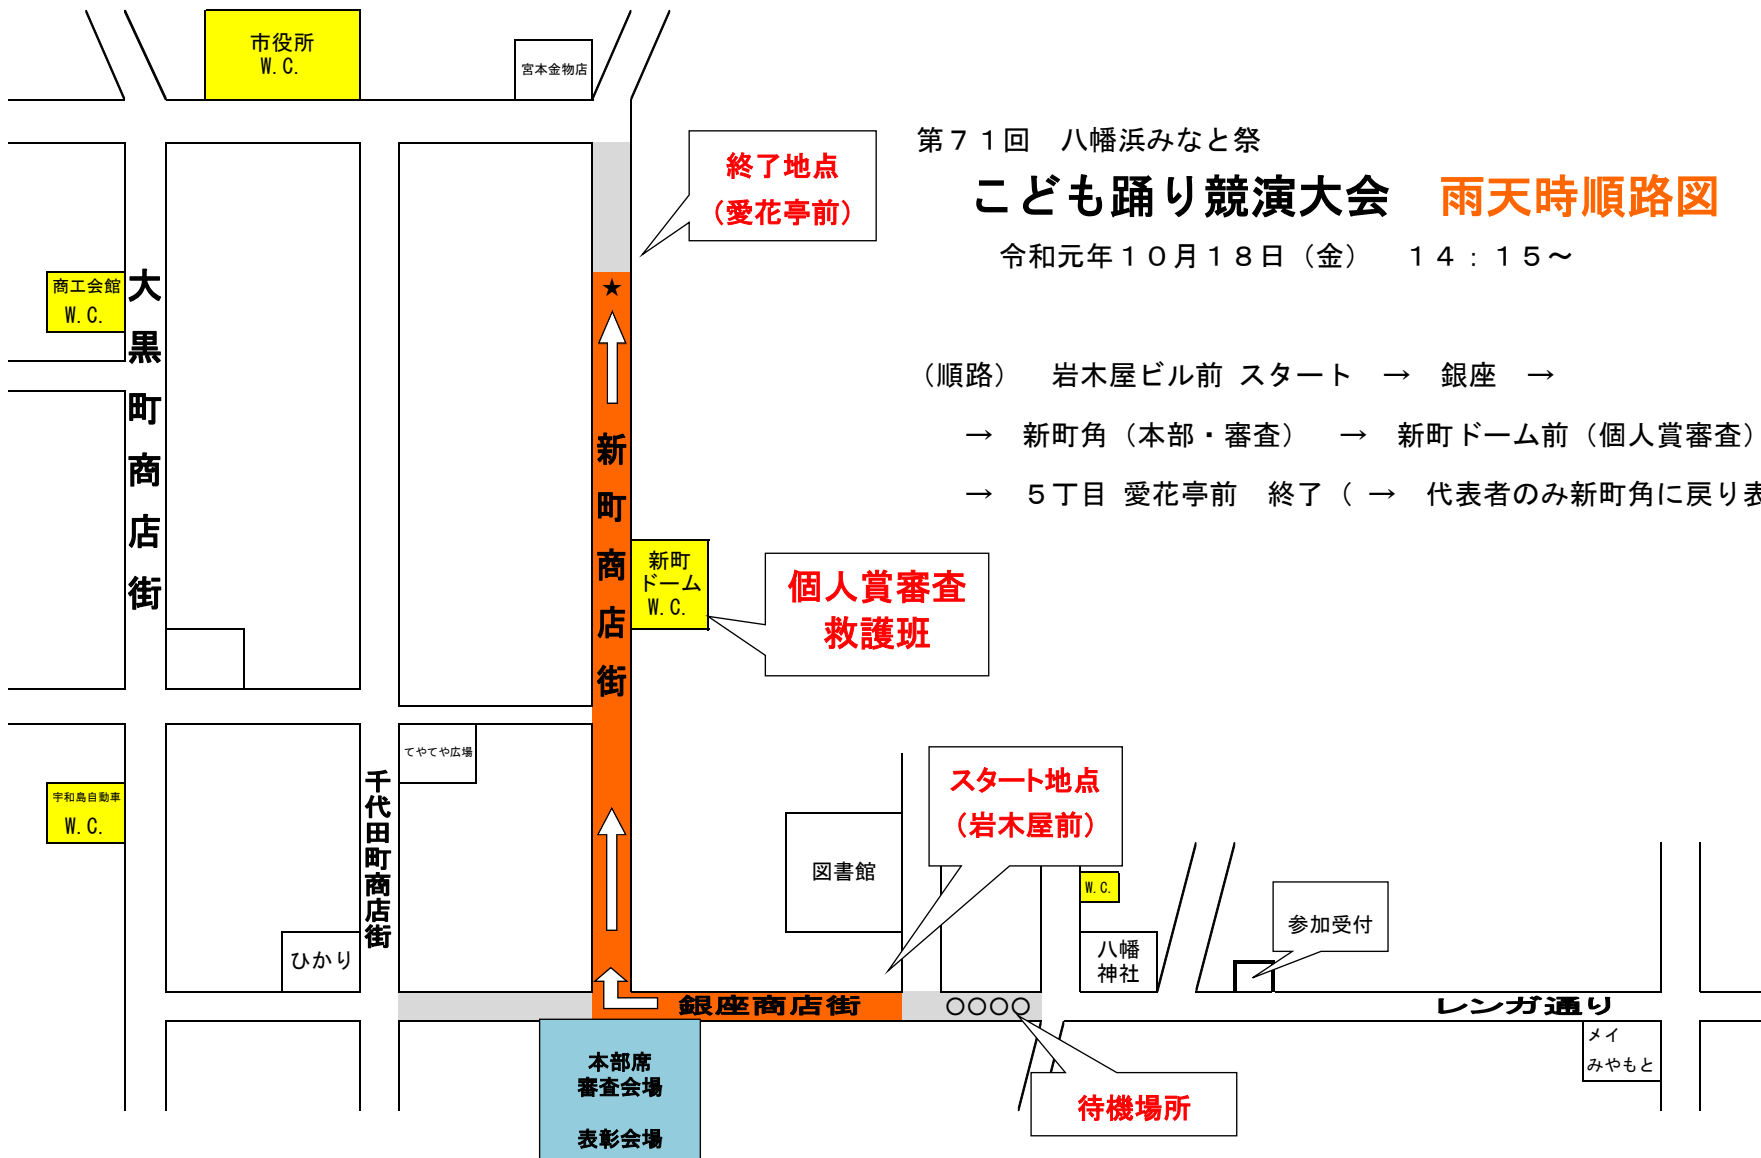 第７１回　八幡浜みなと祭
こども踊り競演大会　雨天時順路図
令和元年１０月１８日（金）　１４：１５～
（順路）　岩木屋ビル前 スタート　→　銀座　→
→　新町角（本部・審査）　→　新町ドーム前（個人賞審査）
→　５丁目 愛花亭前　終了（ →　代表者のみ新町角に戻り表
市役所
W.C.
宮本金物店
終了地点
（愛花亭前）
商工会館
W.C.
大黒町商店街
★
新町商店街
新町
ドーム
W.C.
個人賞審査
救護班
てやてや広場
宇和島自動車
W.C.
千代田町商店街
スタート地点
（岩木屋前）
図書館
W.C.
参加受付
ひかり
八幡
神社
銀座商店街
○○○○
レンガ通り
メイ
みやもと
本部席
審査会場
表彰会場
待機場所